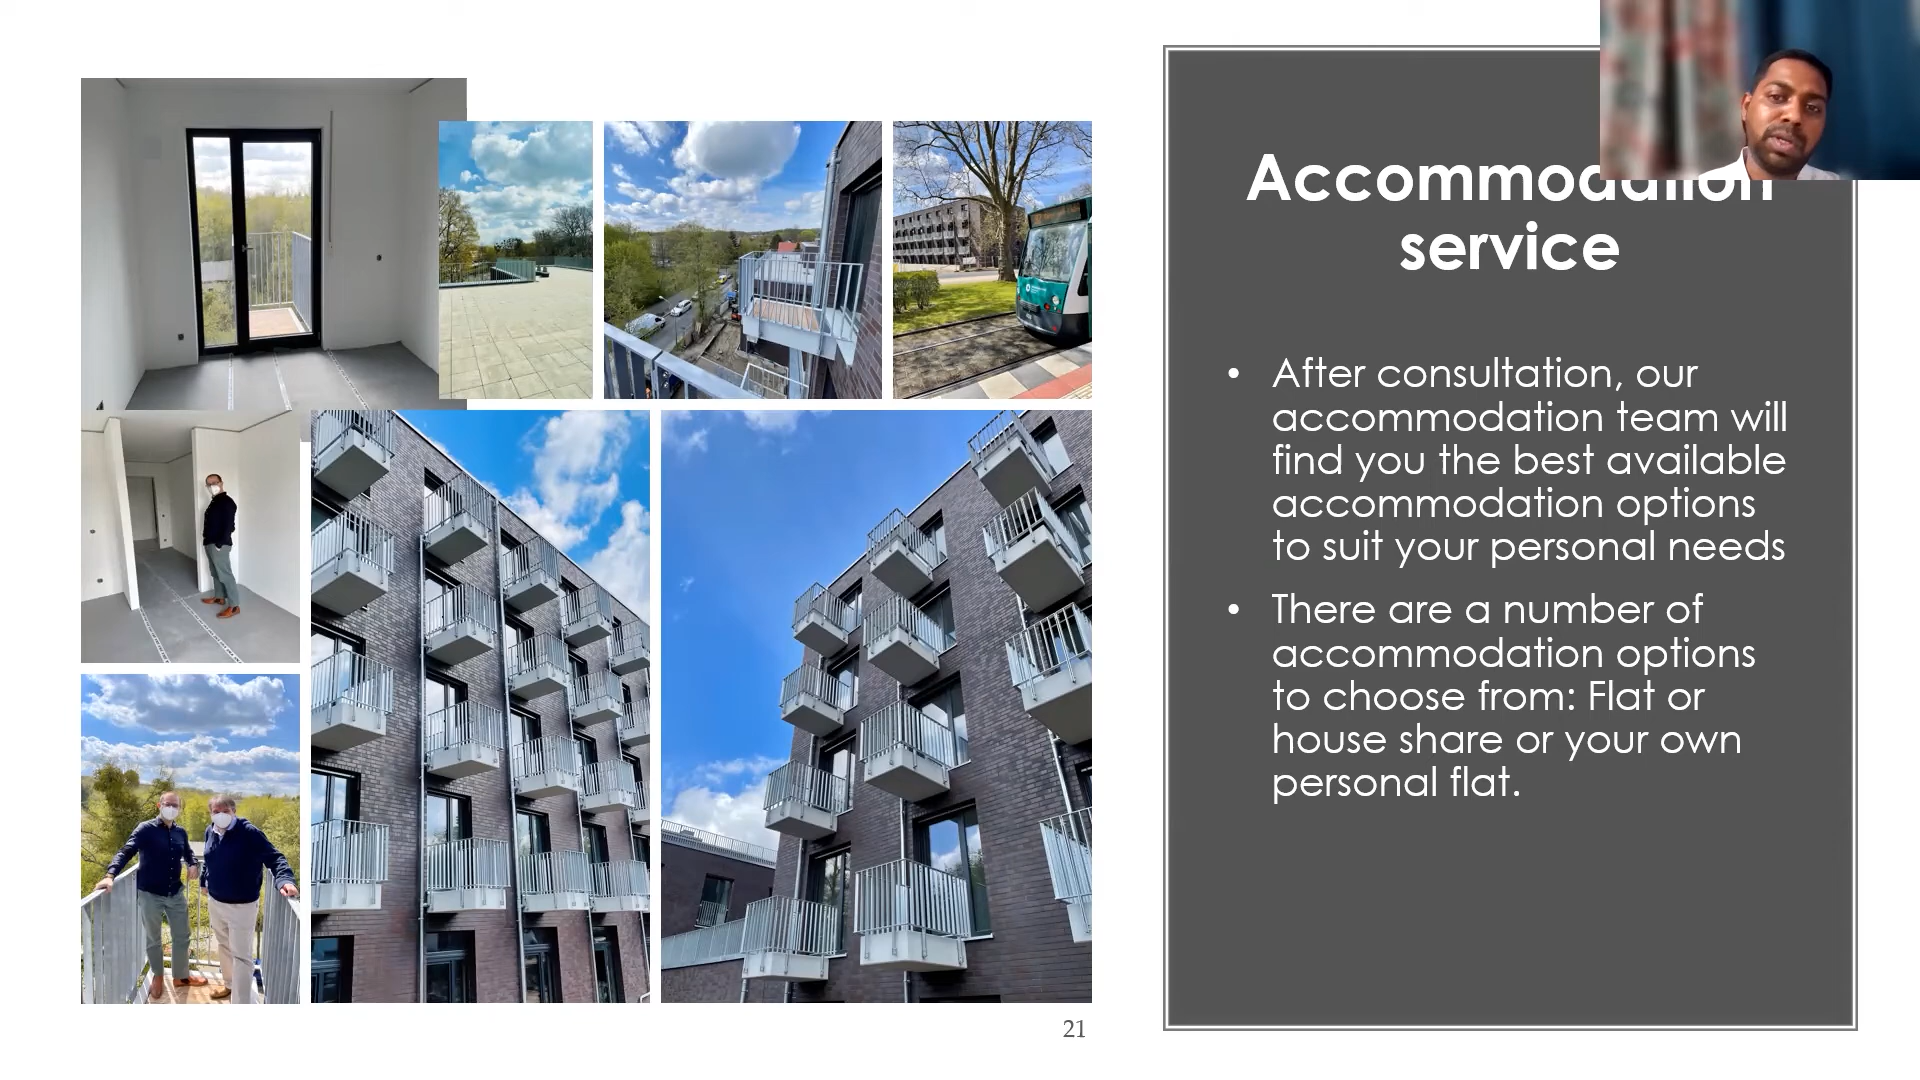 Accommodation
service
• After consultation, our
accommodation team will
find you the best available
accommodation options
to suit your personal needs
• There are a number of
accommodation options
to choose from: Flat or
house share or your own
personal flat.
21